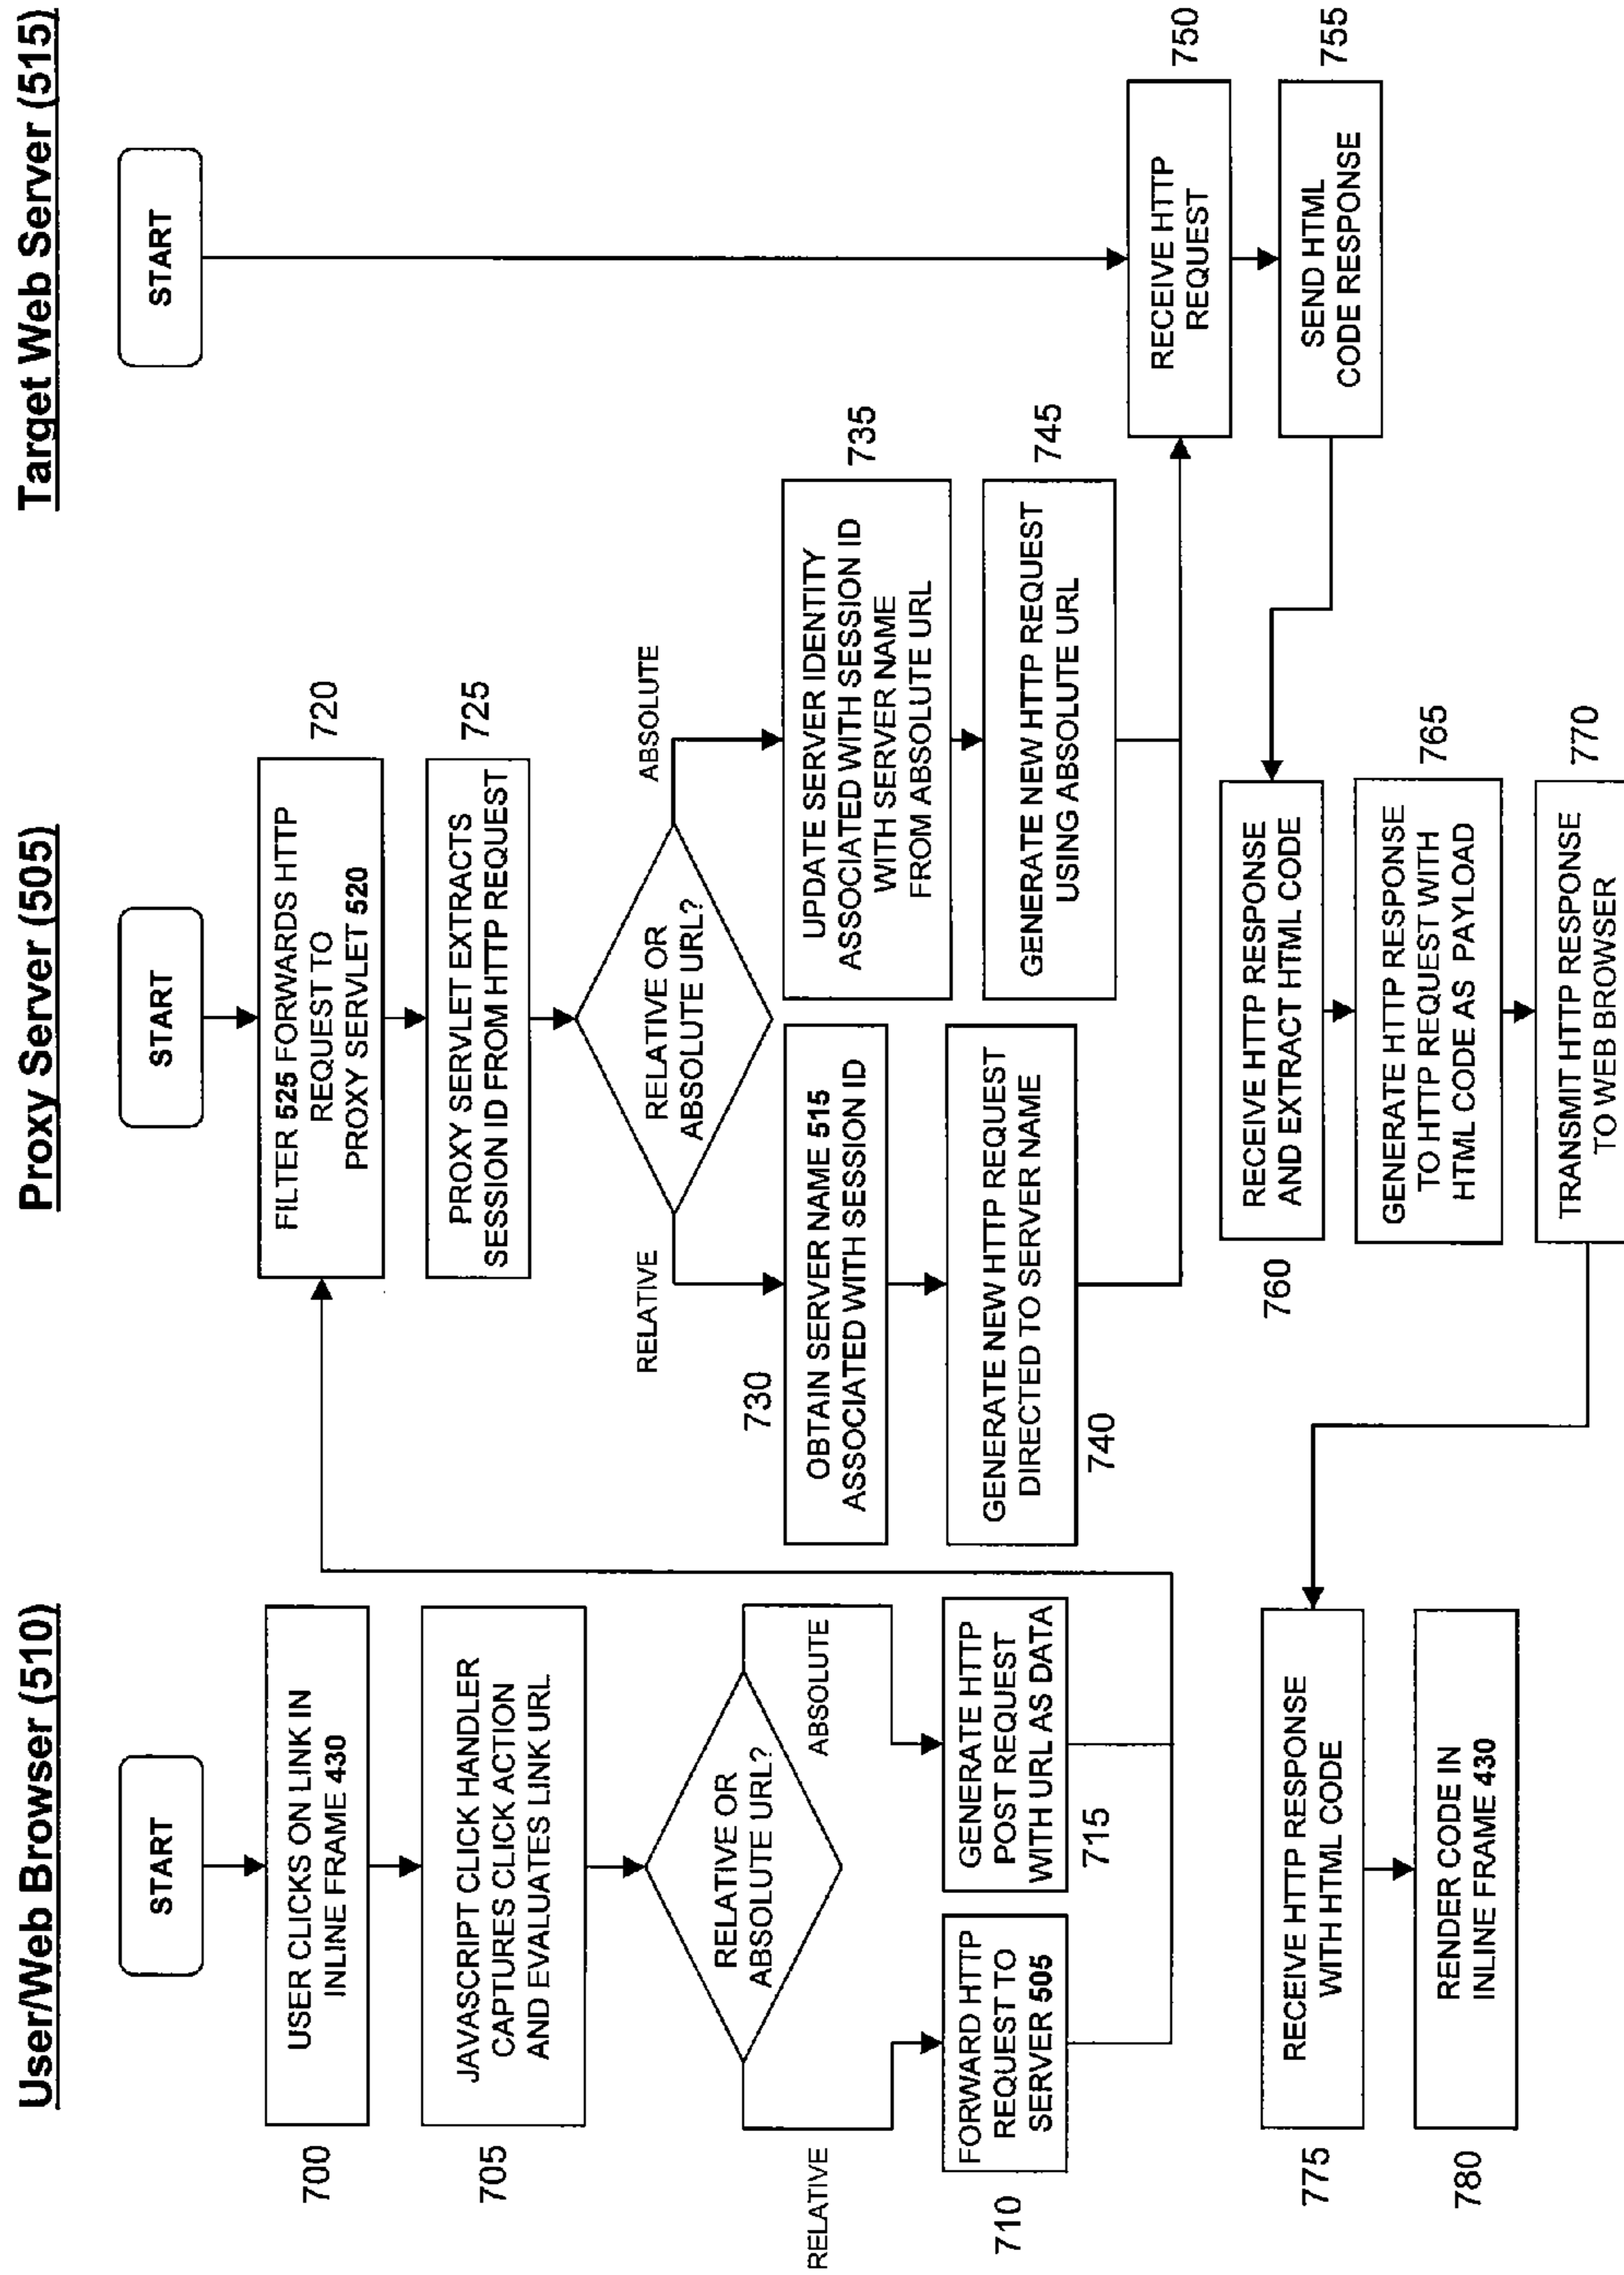 User/Web Browser (510)
START
700
USER CLICKS ON LINK IN
INLINE FRAME 430
705
JAVASCRIPT CLICK HANDLER
CAPTURES CLICK ACTION
AND EVALUATES LINK URL
RELATIVE OR
ABSOLUTE URL?
RELATIVE
ABSOLUTE
710
FORWARD HTTP
REQUEST TO
SERVER 505
GENERATE HTTP
POST REQUEST
WITH URL AS DATA
715
775
RECEIVE HTTP RESPONSE
WITH HTML CODE
780
RENDER CODE IN
INLINE FRAME 430
Proxy Server (505)
START
FILTER 525 FORWARDS HTTP
REQUEST TO
PROXY SERVLET 520
720
PROXY SERVLET EXTRACTS
SESSION ID FROM HTTP REQUEST
725
RELATIVE OR
ABSOLUTE URL?
RELATIVE
ABSOLUTE
730
OBTAIN SERVER NAME 515
ASSOCIATED WITH SESSION ID
UPDATE SERVER IDENTITY
ASSOCIATED WITH SESSION ID
WITH SERVER NAME
FROM ABSOLUTE URL
735
GENERATE NEW HTTP REQUEST
DIRECTED TO SERVER NAME
740
GENERATE NEW HTTP REQUEST
USING ABSOLUTE URL
745
760
RECEIVE HTTP RESPONSE
AND EXTRACT HTML CODE
GENERATE HTTP RESPONSE
TO HTTP REQUEST WITH
HTML CODE AS PAYLOAD
765
TRANSMIT HTTP RESPONSE
TO WEB BROWSER
770
Target Web Server (515)
START
RECEIVE HTTP
REQUEST
750
SEND HTML
CODE RESPONSE
755